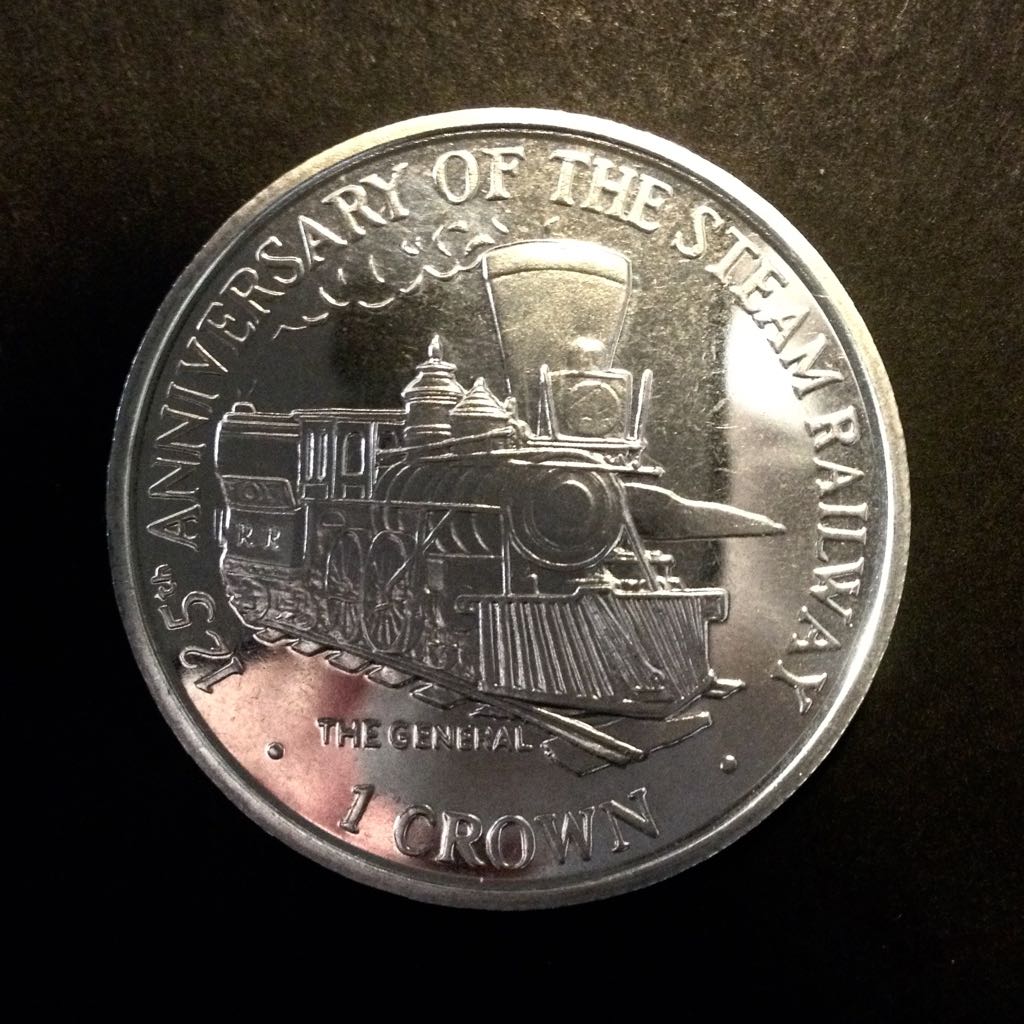 125th ANNIVERSARY OF THE STEAM RAILWAY
R R
THE GENERAL
1 CROWN